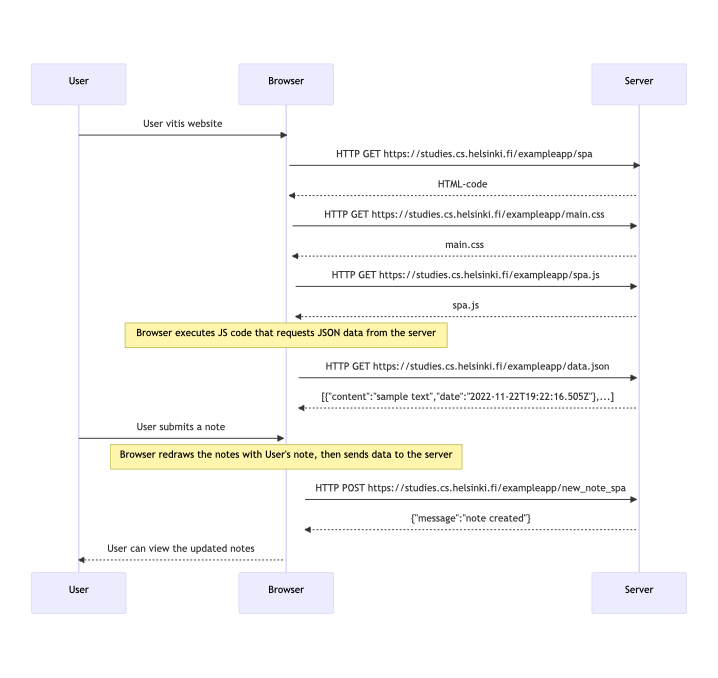 User Browser Server
User vitis website
HTTP GET https://studies.cs.helsinki.fi/exampleapp/spa
HTML-code
HTTP GET https://studies.cs.helsinki.fi/exampleapp/main.css
main.css
HTTP GET https://studies.cs.helsinki.fi/exampleapp/spa.js
spa.js
Browser executes JS code that requests JSON data from the server
HTTP GET https://studies.cs.helsinki.fi/exampleapp/data.json
[{"content":"sample text","date":"2022-11-22T19:22:16.505Z"},...]
User submits a note
Browser redraws the notes with User's note, then sends data to the server
HTTP POST https://studies.cs.helsinki.fi/exampleapp/new_note_spa
{"message":"note created"}
User can view the updated notes
User Browser Server